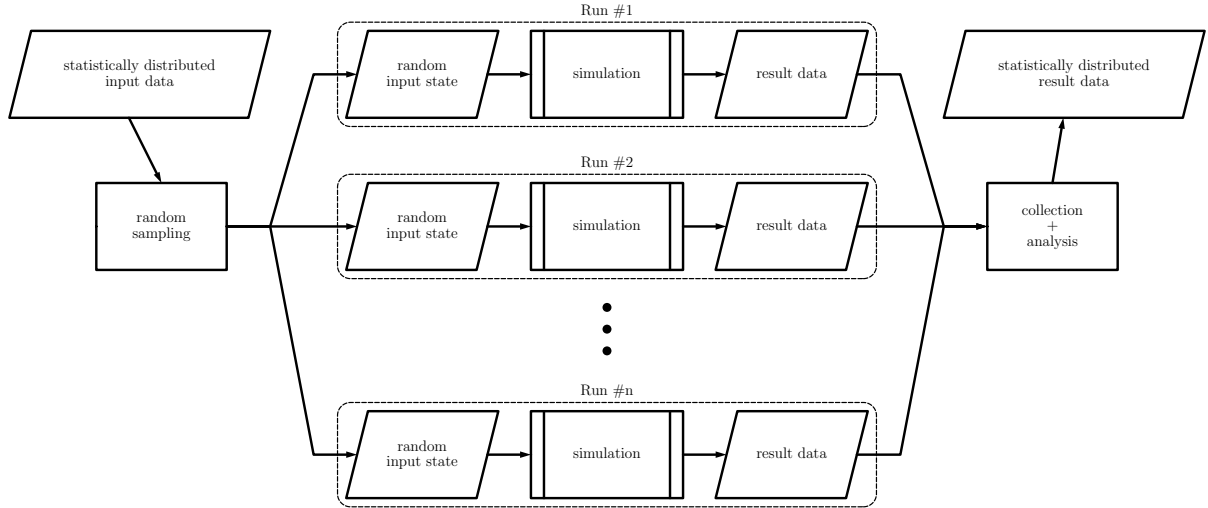 statistically distributed
input data
random
sampling
Run #1
random
input state
simulation
result data
Run #2
random
input state
simulation
result data
Run #n
random
input state
simulation
result data
collection
+
analysis
statistically distributed
result data